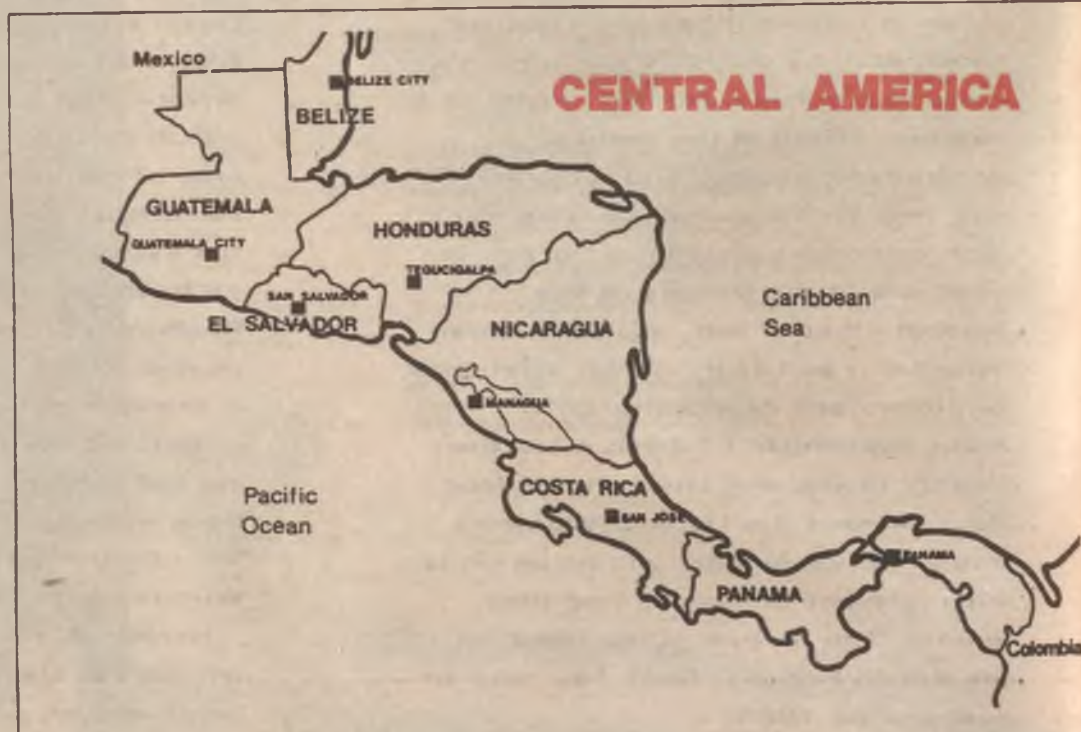 CENTRAL AMERICA
Mexico
BELIZE CITY
BELIZE
GUATEMALA
GUATEMALA CITY
HONDURAS
TEGUCIGALPA
SAN SALVADOR
EL SALVADOR
NICARAGUA
Caribbean
Sea
MANAGUA
Pacific
Ocean
COSTA RICA
SAN JOSE
PANAMA
PANAMA
Colombia